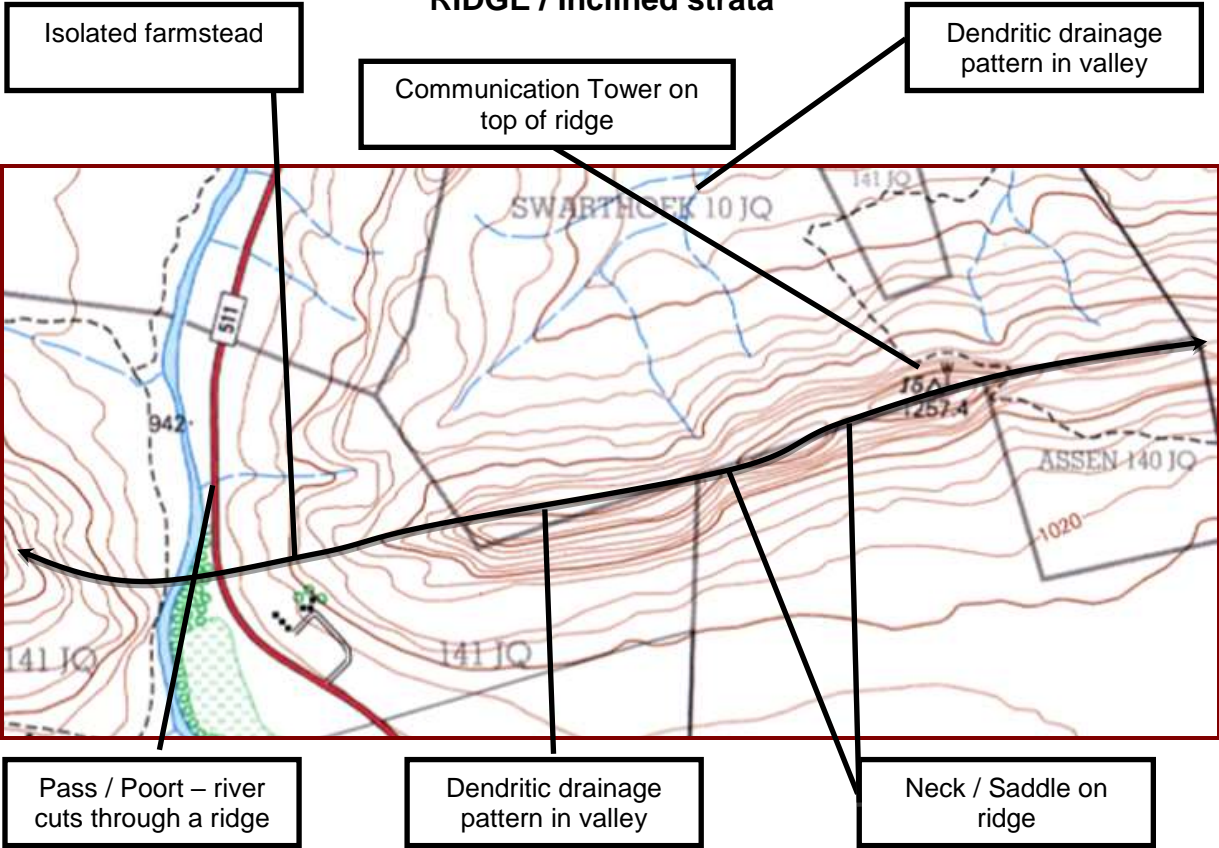 RIDGE / Inclined strata
Isolated farmstead
Dendritic drainage
pattern in valley
Communication Tower on
top of ridge
141 JQ
SWARTHOEK 10 JQ
511
942
1257.4
ASSEN 140 JQ
1020
141 JQ
141 JQ
Pass / Poort – river
cuts through a ridge
Dendritic drainage
pattern in valley
Neck / Saddle on
ridge